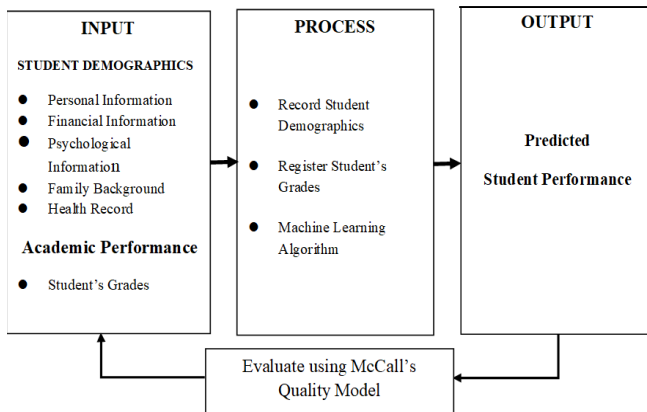 INPUT
STUDENT DEMOGRAPHICS
● Personal Information
● Financial Information
● Psychological
Information
● Family Background
● Health Record
Academic Performance
● Student's Grades
PROCESS
● Record Student
Demographics
● Register Student's
Grades
● Machine Learning
Algorithm
OUTPUT
Predicted
Student Performance
Evaluate using McCall's
Quality Model